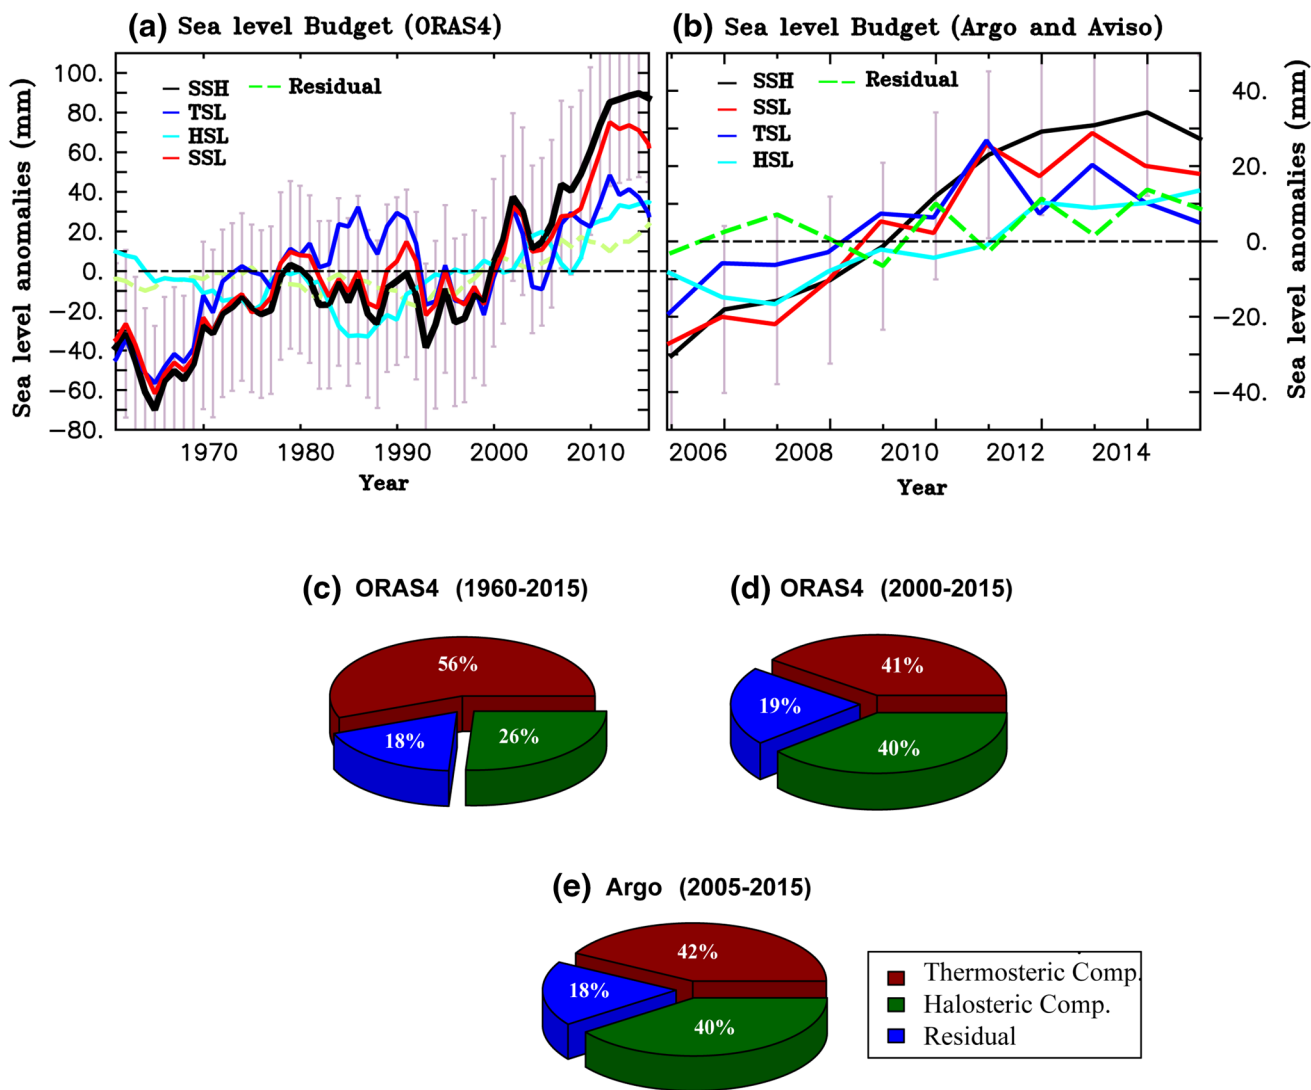 (a) Sea level Budget (ORAS4)
Sea level anomalies (mm)
100.
80.
60.
40.
20.
0.
−20.
−40.
−60.
−80.
SSH
TSL
HSL
SSL
Residual
1970
1980
1990
2000
2010
Year
(b) Sea level Budget (Argo and Aviso)
SSH
SSL
TSL
HSL
Residual
40.
20.
0.
−20.
−40.
Sea level anomalies (mm)
2006
2008
2010
2012
2014
Year
(c) ORAS4 (1960-2015)
56%
18%
26%
(d) ORAS4 (2000-2015)
41%
19%
40%
(e) Argo (2005-2015)
42%
18%
40%
Thermosteric Comp.
Halosteric Comp.
Residual